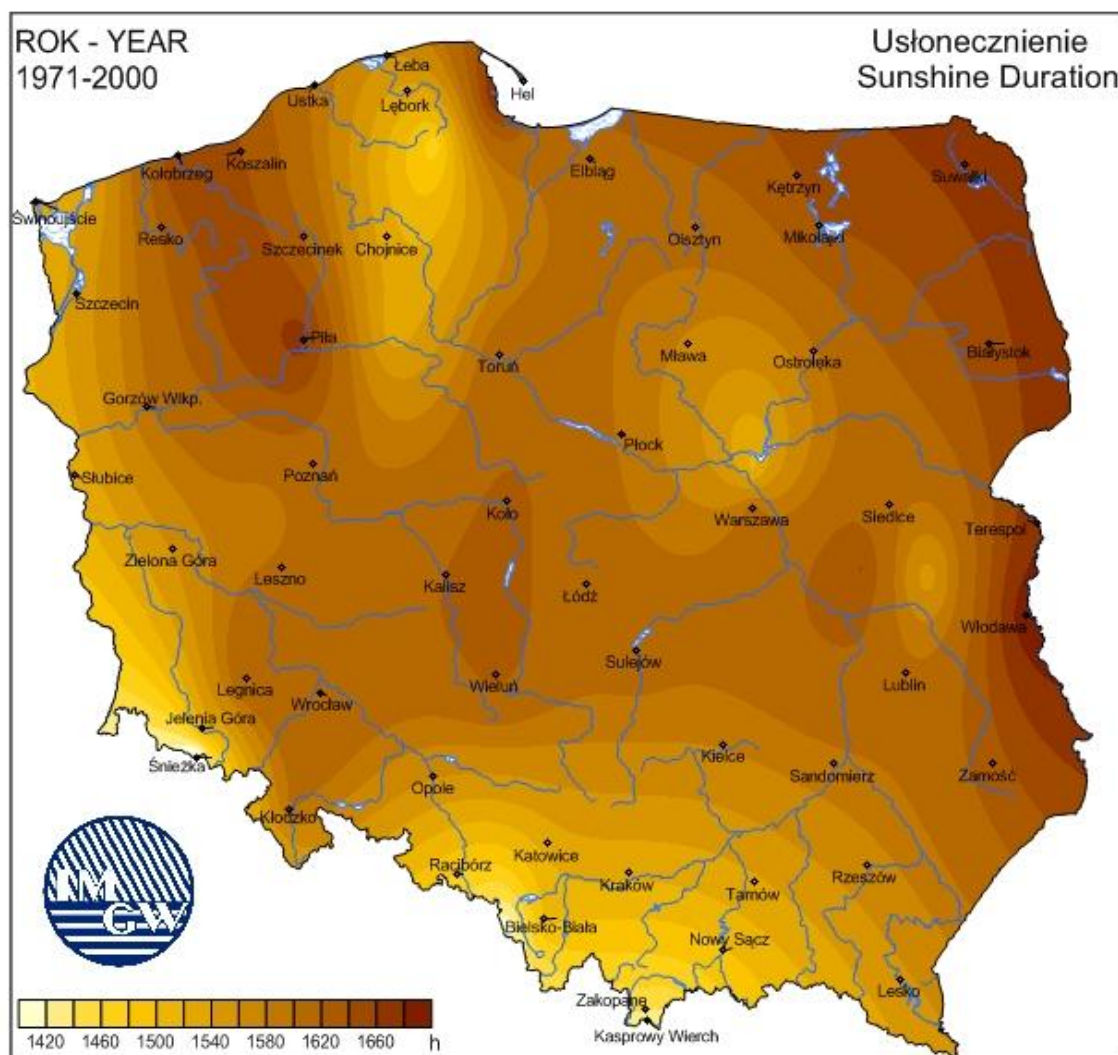 ROK - YEAR
1971-2000
Usłonecznienie
Sunshine Duration
Łeba
Hel
Ustka
Lębork
Koszalin
Kołobrzeg
Elbląg
Kętrzyn
Suwałki
Świnoujście
Resko
Szczecinek
Chojnice
Olsztyn
Mikołajki
Szczecin
Piła
Toruń
Mława
Ostrołęka
Białystok
Gorzów Wlkp.
Płock
Słubice
Poznań
Koło
Warszawa
Siedlce
Terespol
Zielona Góra
Leszno
Kalisz
Łódź
Włodawa
Sulejów
Legnica
Wrocław
Wieluń
Lublin
Jelenia Góra
Śnieżka
Kielce
Sandomierz
Zamość
Opole
Kłodzko
Katowice
Racibórz
Kraków
Tarnów
Rzeszów
Bielsko-Biała
Nowy Sącz
Lesko
Zakopane
Kasprowy Wierch
IM
GW
1420 1460 1500 1540 1580 1620 1660 h